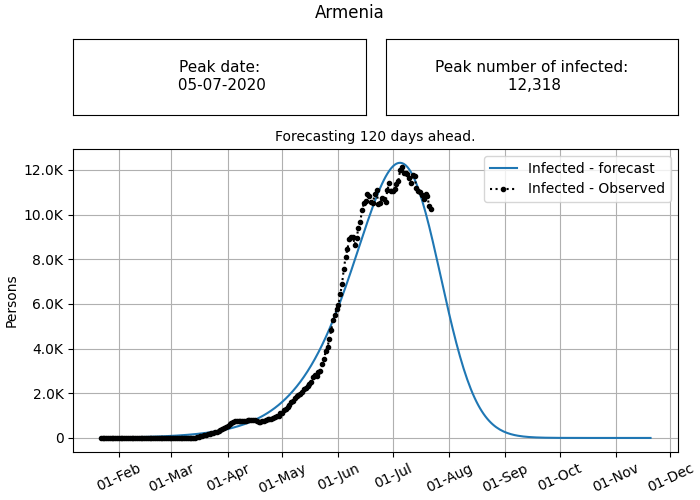 Armenia
Peak date:
05-07-2020
Peak number of infected:
12,318
Forecasting 120 days ahead.
Infected - forecast
Infected - Observed
Persons
12.0K
10.0K
8.0K
6.0K
4.0K
2.0K
0
01-Feb
01-Mar
01-Apr
01-May
01-Jun
01-Jul
01-Aug
01-Sep
01-Oct
01-Nov
01-Dec